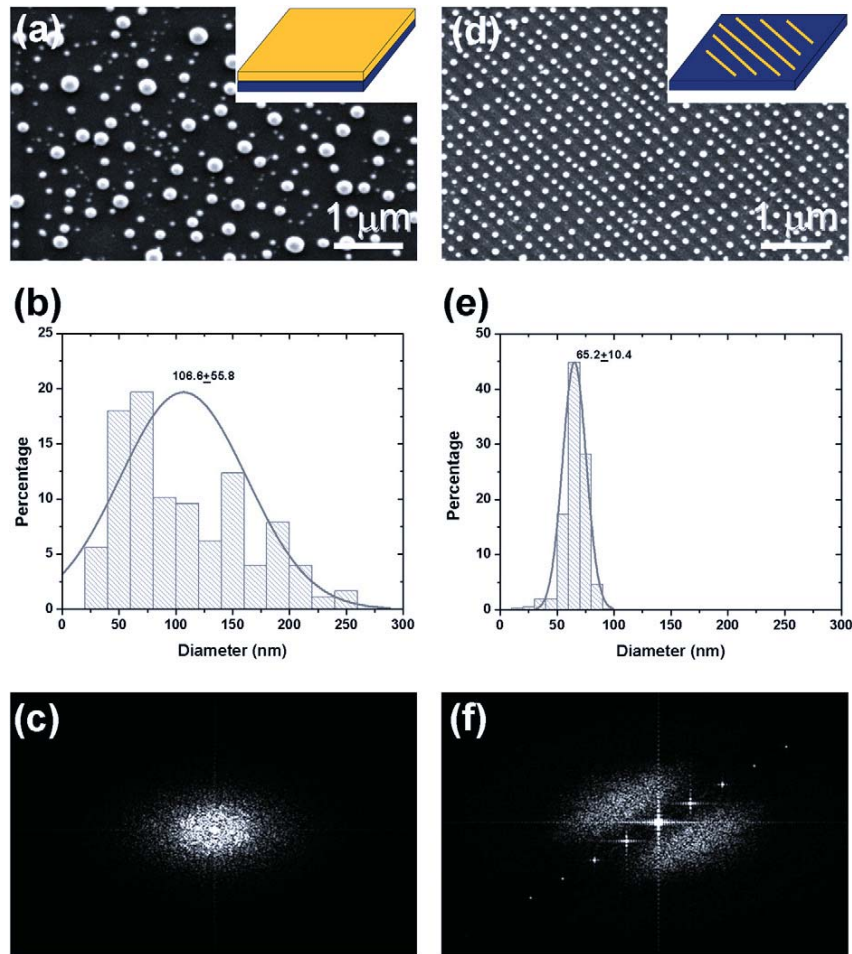 (a)
1 μm
(d)
1 μm
(b)
25
20
15
10
5
0
Percentage
106.6±55.8
0 50 100 150 200 250 300
Diameter (nm)
(e)
50
40
30
20
10
0
Percentage
65.2±10.4
0 50 100 150 200 250 300
Diameter (nm)
(c)
(f)